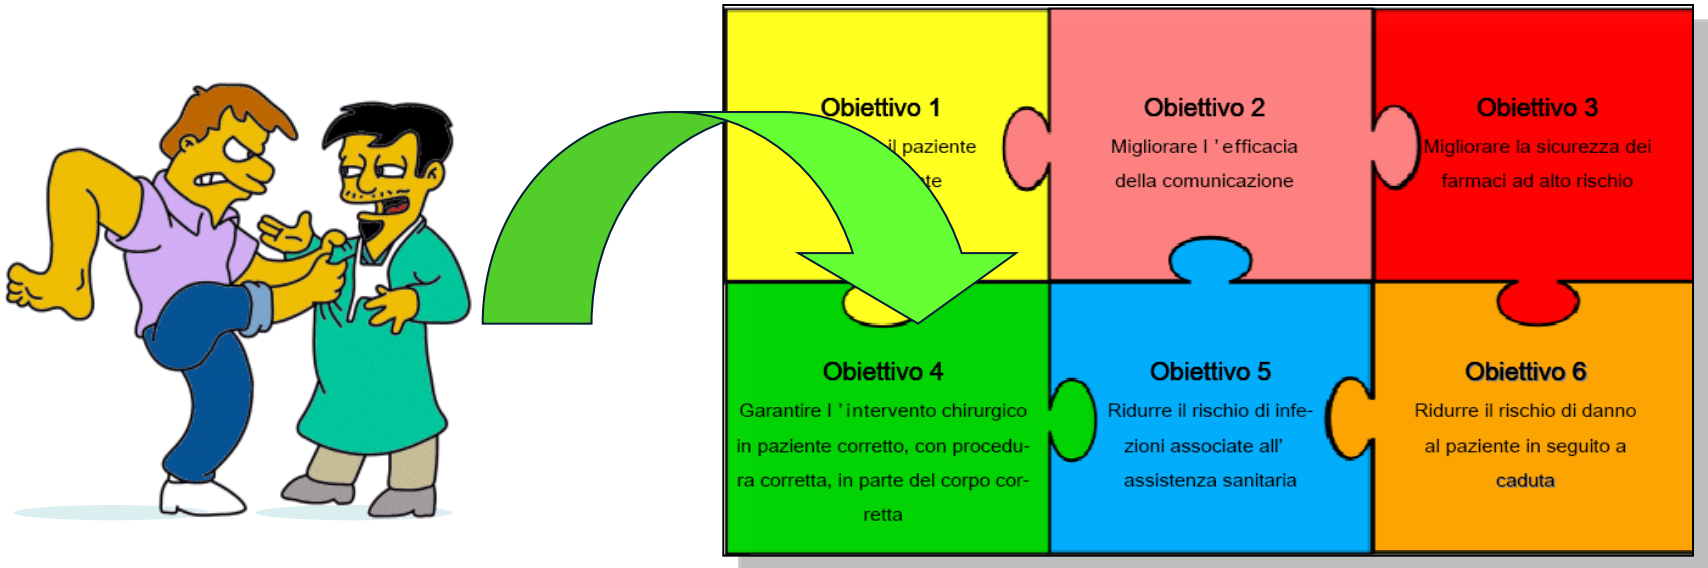 Obiettivo 1
il paziente
Obiettivo 2
Migliorare l'efficacia
della comunicazione
Obiettivo 3
Migliorare la sicurezza dei
farmaci ad alto rischio
Obiettivo 4
Garantire l'intervento chirurgico
in paziente corretto, con procedu-
ra corretta, in parte del corpo cor-
retta
Obiettivo 5
Ridurre il rischio di infe-
zioni associate all'
assistenza sanitaria
Obiettivo 6
Ridurre il rischio di danno
al paziente in seguito a
caduta